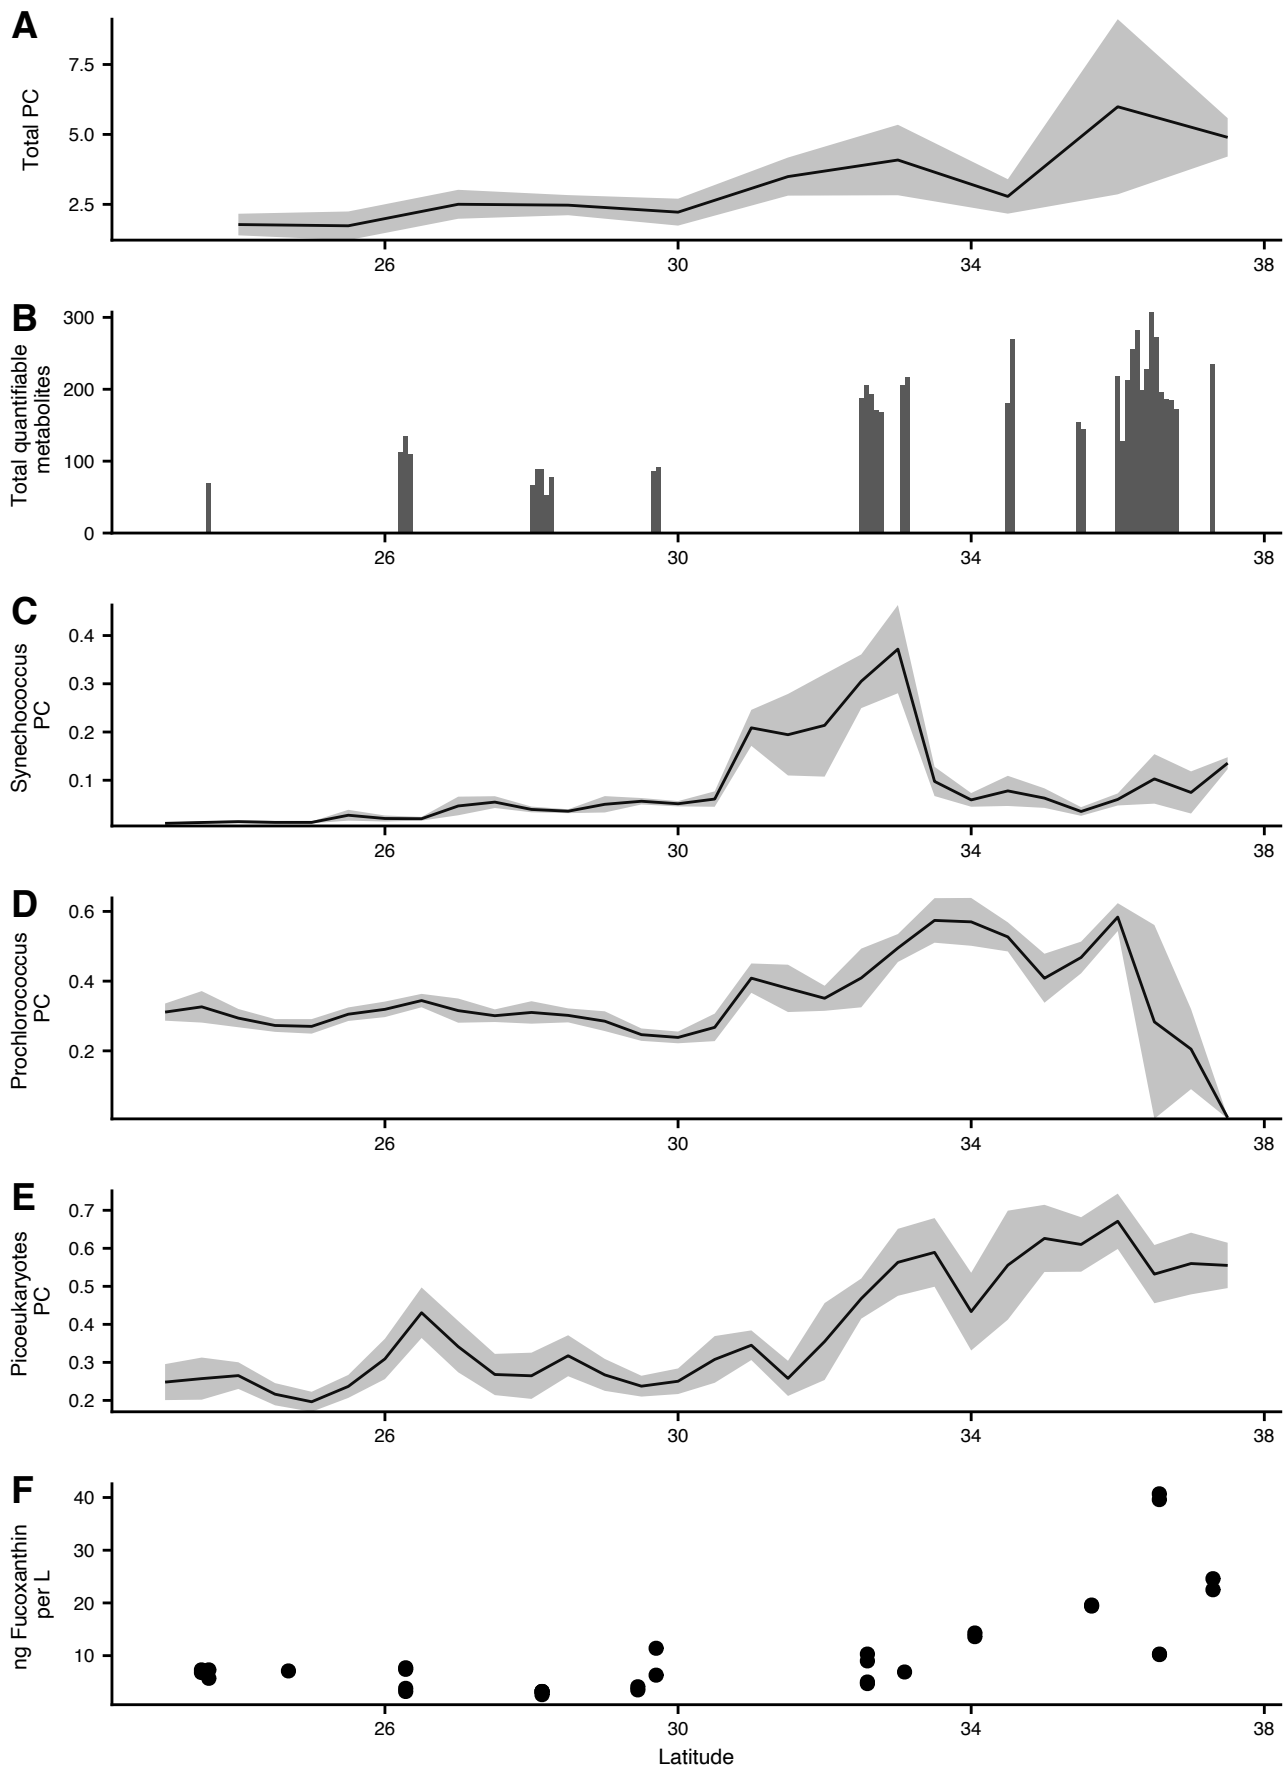 A
Total PC
7.5
5.0
2.5
26
30
34
38
B
Total quantifiable
metabolites
300
200
100
0
26
30
34
38
C
Synechococcus
PC
0.4
0.3
0.2
0.1
26
30
34
38
D
Prochlorococcus
PC
0.6
0.4
0.2
26
30
34
38
E
Picoeukaryotes
PC
0.7
0.6
0.5
0.4
0.3
0.2
26
30
34
38
F
ng Fucoxanthin
per L
40
30
20
10
26
30
34
38
Latitude